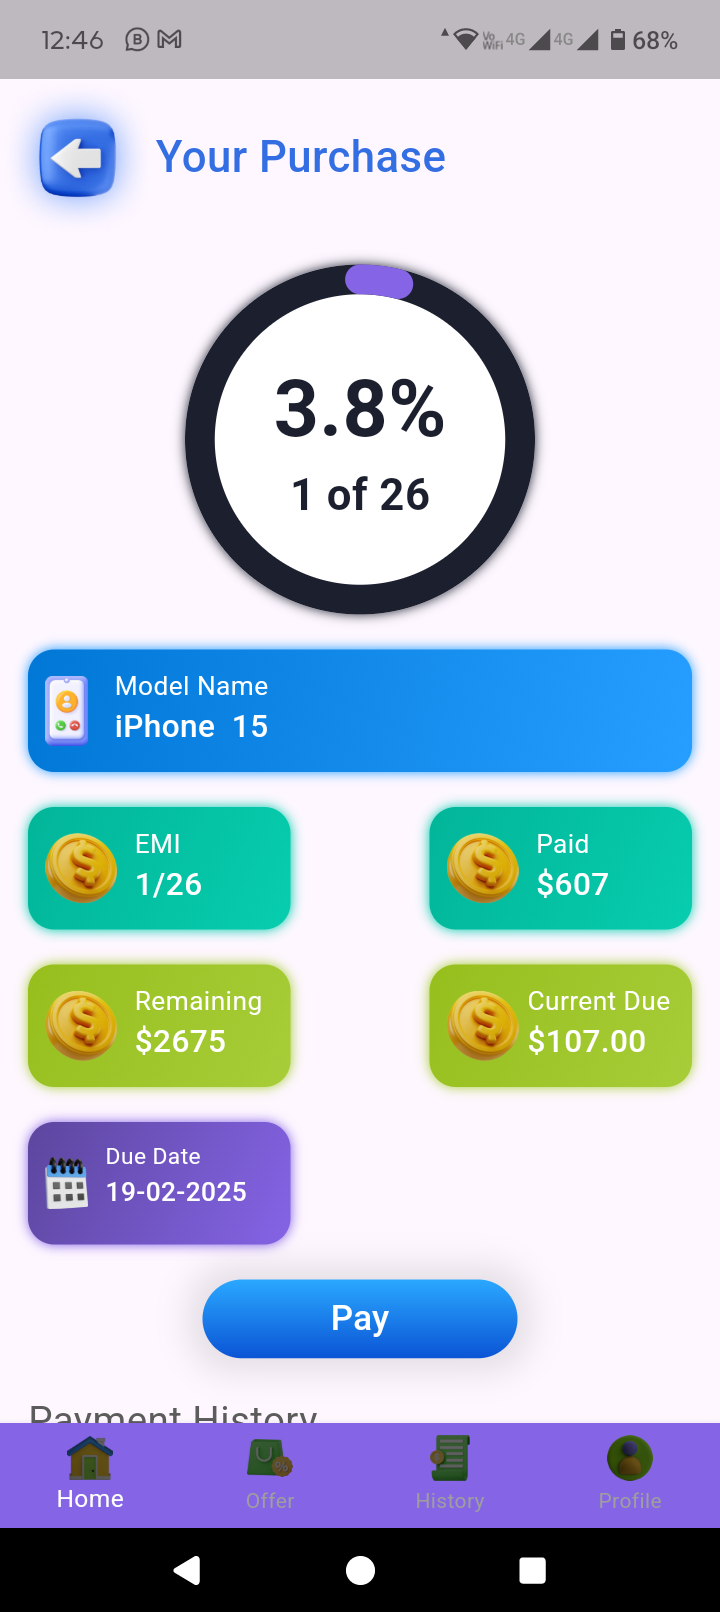 12:46
Vo WiFi 4G 4G 68%
Your Purchase
3.8%
1 of 26
Model Name
iPhone 15
EMI
1/26
Paid
$607
Remaining
$2675
Current Due
$107.00
Due Date
19-02-2025
Pay
Payment History
Home
Offer
History
Profile